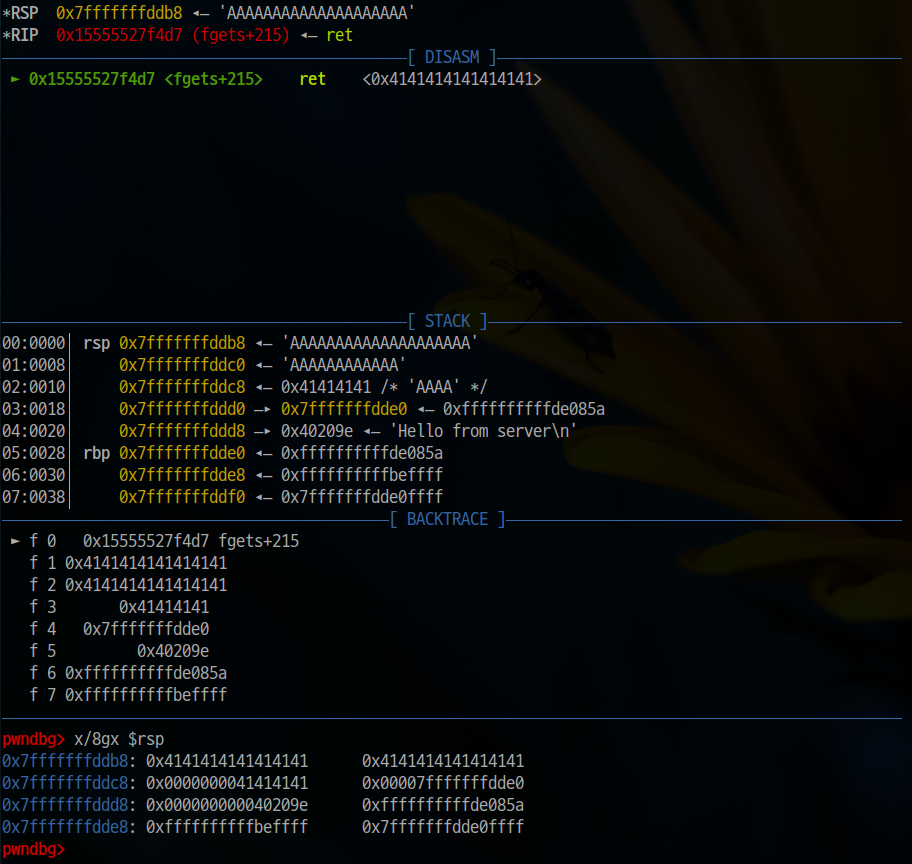 *RSP  0x7fffffffddb8 ◂— 'AAAAAAAAAAAAAAAAAAAA'
*RIP  0x15555527f4d7 (fgets+215) ◂— ret
[ DISASM ]
► 0x15555527f4d7 <fgets+215>    ret    <0x4141414141414141>
[ STACK ]
00:0000│ rsp 0x7fffffffddb8 ◂— 'AAAAAAAAAAAAAAAAAAAA'
01:0008│     0x7fffffffddc0 ◂— 'AAAAAAAAAAAA'
02:0010│     0x7fffffffddc8 ◂— 0x41414141 /* 'AAAA' */
03:0018│     0x7fffffffddd0 —▸ 0x7fffffffdde0 ◂— 0xffffffffffde085a
04:0020│     0x7fffffffddd8 —▸ 0x40209e ◂— 'Hello from server\n'
05:0028│ rbp 0x7fffffffdde0 ◂— 0xffffffffffde085a
06:0030│     0x7fffffffdde8 ◂— 0xffffffffffbeffff
07:0038│     0x7fffffffddf0 ◂— 0x7fffffffdde0ffff
[ BACKTRACE ]
► f 0   0x15555527f4d7 fgets+215
f 1 0x4141414141414141
f 2 0x4141414141414141
f 3       0x41414141
f 4   0x7fffffffdde0
f 5         0x40209e
f 6 0xffffffffffde085a
f 7 0xffffffffffbeffff
pwndbg> x/8gx $rsp
0x7fffffffddb8: 0x4141414141414141      0x4141414141414141
0x7fffffffddc8: 0x0000000041414141      0x00007fffffffdde0
0x7fffffffddd8: 0x000000000040209e      0xffffffffffde085a
0x7fffffffdde8: 0xffffffffffbeffff      0x7fffffffdde0ffff
pwndbg>